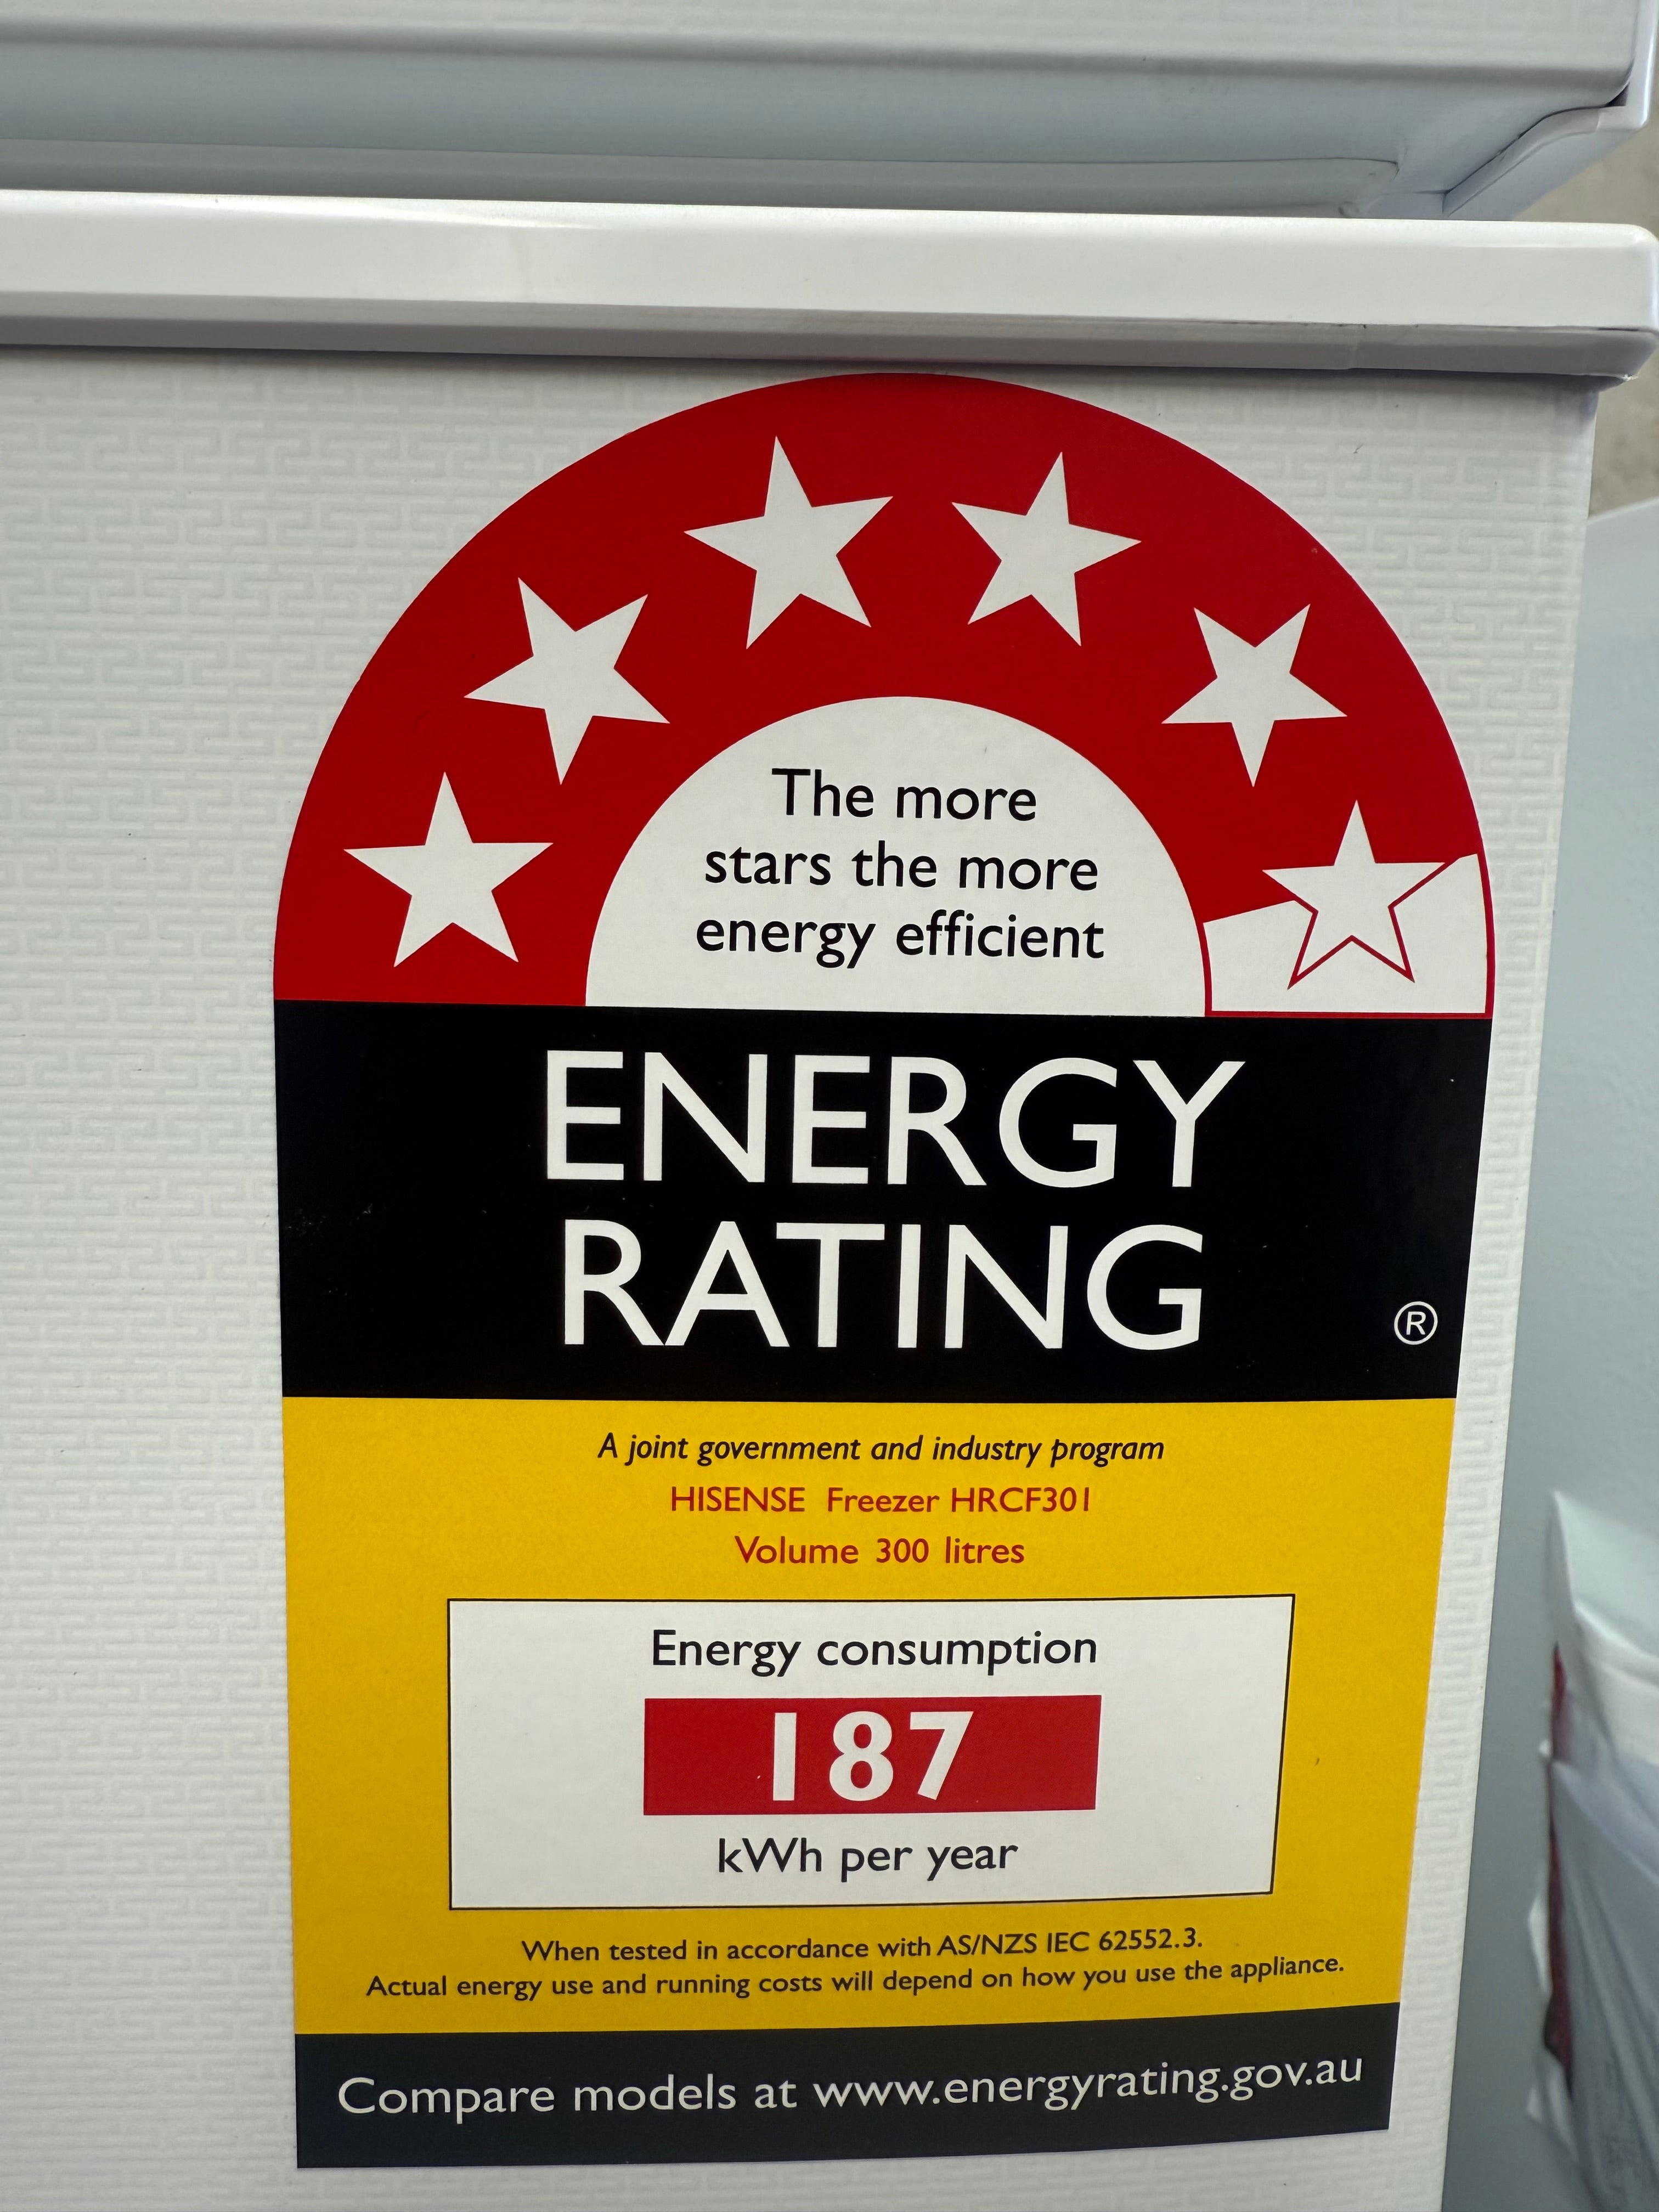 The more
stars the more
energy efficient
ENERGY
RATING
®
A joint government and industry program
HISENSE Freezer HRCF301
Volume 300 litres
Energy consumption
187
kWh per year
When tested in accordance with AS/NZS IEC 62552.3.
Actual energy use and running costs will depend on how you use the appliance.
Compare models at www.energyrating.gov.au